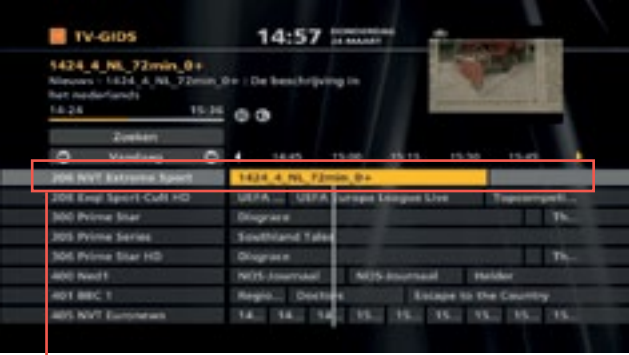 TV-GIDS 14:57 DONDERDAG
24 MAART
1424_4_NL_72min_0+
Nieuws - 1424_4_NL_72min_0+ : De beschrijving in
het nederlands
14:24 15:36
Zoeken
Vandaag 14:45 15:00 15:15 15:30 15:45
206 NVT Extreme Sport 1424_4_NL_72min_0+
208 Exqi Sport-Cult HD UEFA ... UEFA Europa League Live Topcompeti...
300 Prime Star Disgrace Th...
305 Prime Series Southland Tales
306 Prime Star HD Disgrace Th...
400 Ned1 NOS-Journaal NOS-Journaal Helder
401 BBC 1 Regio... Doctors Escape to the Country
405 NVT Euronews 14... 14... 14... 15... 15... 15... 15... 15... 15...